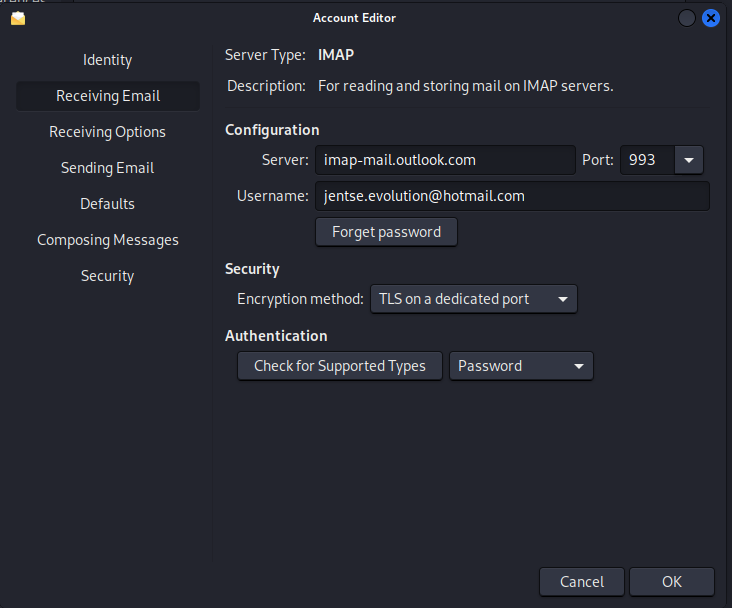 Account Editor
Identity
Receiving Email
Receiving Options
Sending Email
Defaults
Composing Messages
Security
Server Type: IMAP
Description: For reading and storing mail on IMAP servers.
Configuration
Server: imap-mail.outlook.com Port: 993
Username: jentse.evolution@hotmail.com
Forget password
Security
Encryption method: TLS on a dedicated port
Authentication
Check for Supported Types Password
Cancel OK